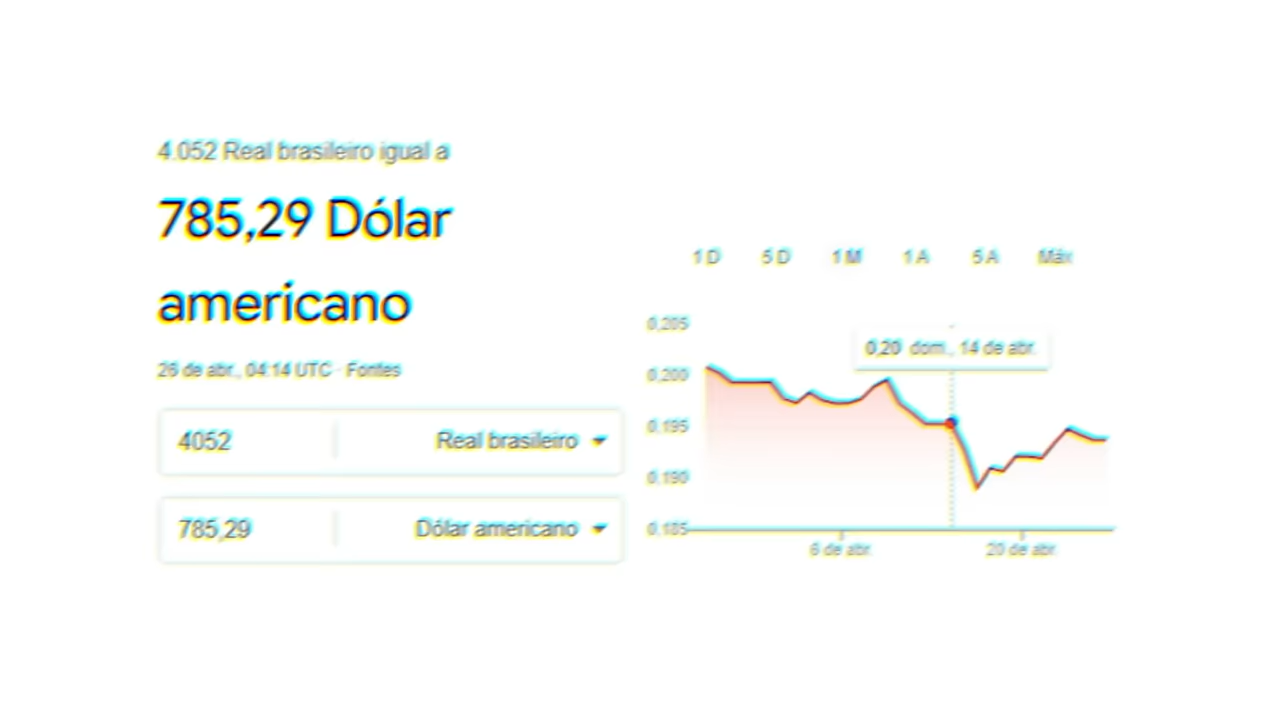 4.052 Real brasileiro igual a
785,29 Dólar
americano
26 de abr., 04:14 UTC · Fontes
4052 Real brasileiro
785,29 Dólar americano
1 D 5 D 1 M 1 A 5 A Máx
0,205
0,20 dom., 14 de abr.
0,200
0,195
0,190
0,185
6 de abr. 20 de abr.